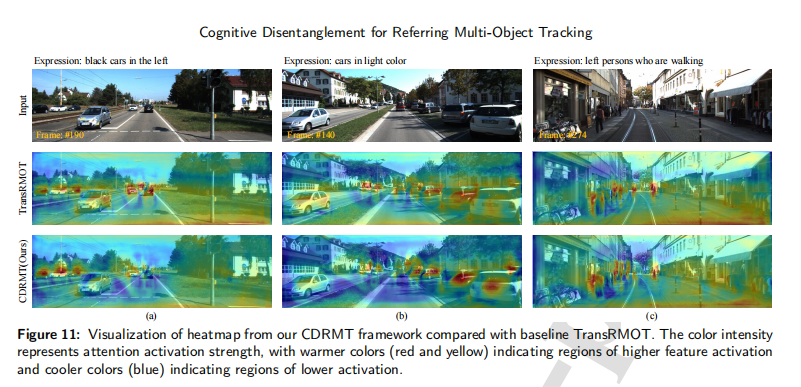 Cognitive Disentanglement for Referring Multi-Object Tracking
Expression: black cars in the left
Expression: cars in light color
Expression: left persons who are walking
Input
Frame: #190
Frame: #140
Frame: #274
TransRMOT
CDRMT(Ours)
(a)
(b)
(c)
Figure 11: Visualization of heatmap from our CDRMT framework compared with baseline TransRMOT. The color intensity
represents attention activation strength, with warmer colors (red and yellow) indicating regions of higher feature activation
and cooler colors (blue) indicating regions of lower activation.